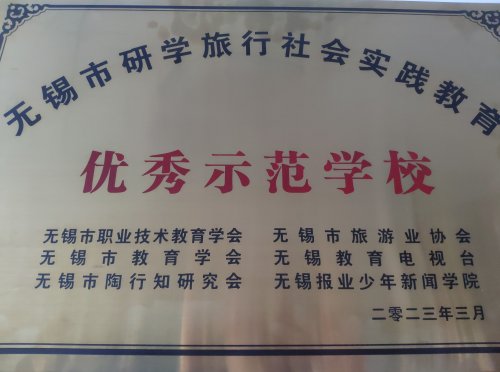 无锡市研学旅行社会实践教育
优秀示范学校
无锡市职业技术教育学会 无锡市旅游业协会
无锡市教育学会 无锡教育电视台
无锡市陶行知研究会 无锡报业少年新闻学院
二零二三年三月